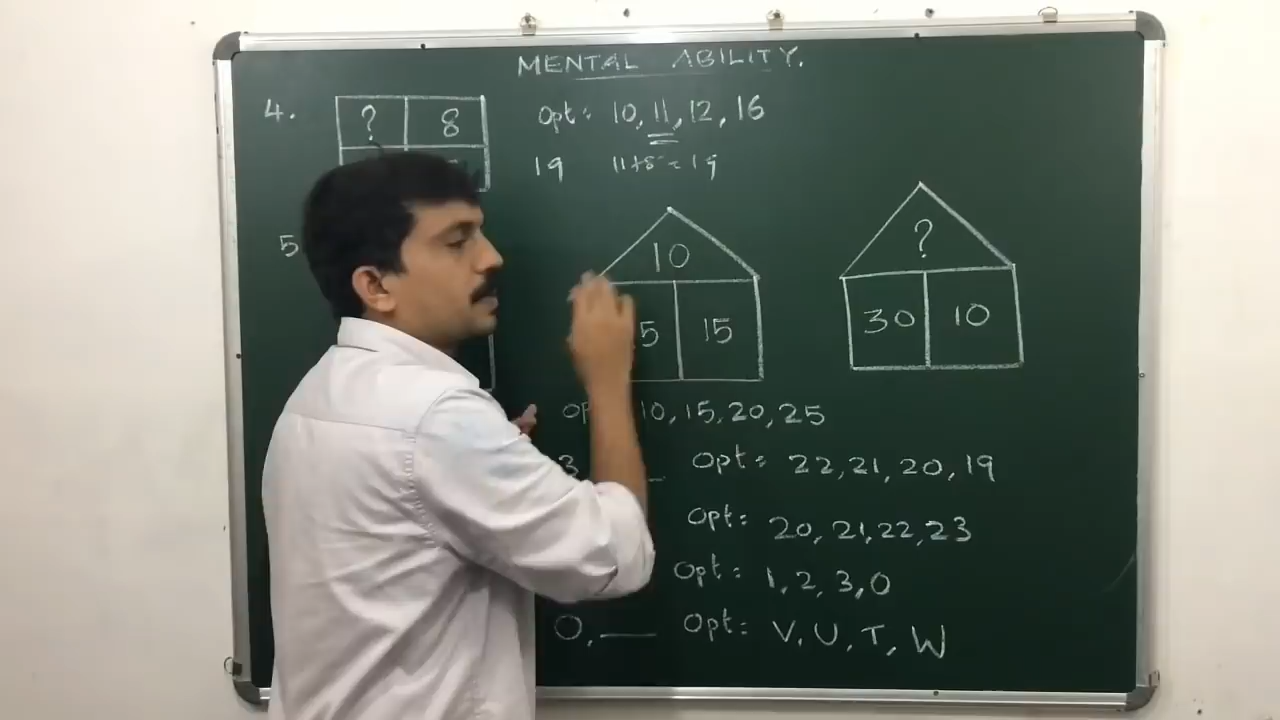 MENTAL ABILITY.
4. ? 8 Opt: 10, 11, 12, 16
19 11+8 = 19
5
10 ?
5 15 30 10
10, 15, 20, 25
3 _ Opt: 22, 21, 20, 19
Opt: 20, 21, 22, 23
Opt: 1, 2, 3, 0
O, ___ Opt: V, U, T, W